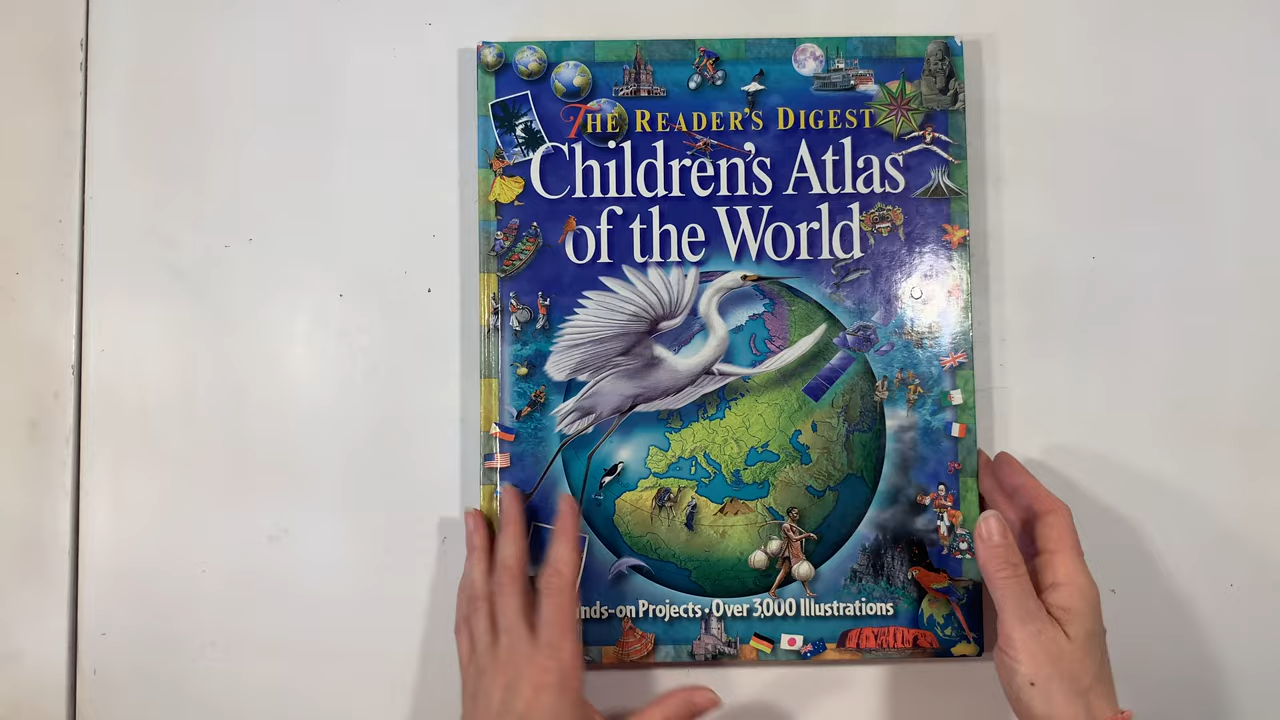 THE READER'S DIGEST
Children's Atlas
of the World
nds-on Projects • Over 3,000 Illustrations